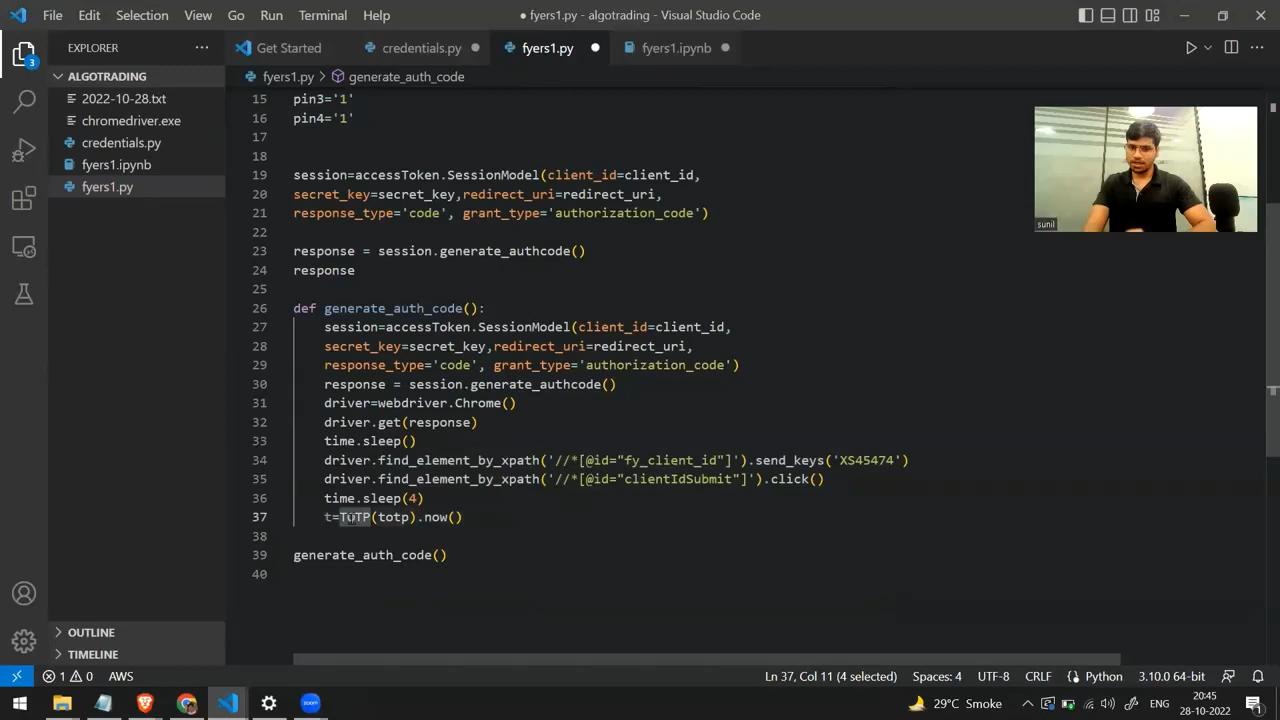 File Edit Selection View Go Run Terminal Help
● fyers1.py - algotrading - Visual Studio Code
EXPLORER
Get Started
credentials.py
fyers1.py
fyers1.ipynb
ALGOTRADING
fyers1.py > generate_auth_code
2022-10-28.txt
chromedriver.exe
credentials.py
fyers1.ipynb
fyers1.py
15 pin3='1'
16 pin4='1'
17
18
19 session=accessToken.SessionModel(client_id=client_id,
20 secret_key=secret_key,redirect_uri=redirect_uri,
21 response_type='code', grant_type='authorization_code')
22
23 response = session.generate_authcode()
24 response
25
26 def generate_auth_code():
27 session=accessToken.SessionModel(client_id=client_id,
28 secret_key=secret_key,redirect_uri=redirect_uri,
29 response_type='code', grant_type='authorization_code')
30 response = session.generate_authcode()
31 driver=webdriver.Chrome()
32 driver.get(response)
33 time.sleep()
34 driver.find_element_by_xpath('//*[@id="fy_client_id"]').send_keys('XS45474')
35 driver.find_element_by_xpath('//*[@id="clientIdSubmit"]').click()
36 time.sleep(4)
37 t=TOTP(totp).now()
38
39 generate_auth_code()
40
sunil
3
OUTLINE
TIMELINE
1 0 AWS
Ln 37, Col 11 (4 selected)
Spaces: 4
UTF-8
CRLF
Python
3.10.0 64-bit
29°C Smoke
ENG
20:45
28-10-2022
1